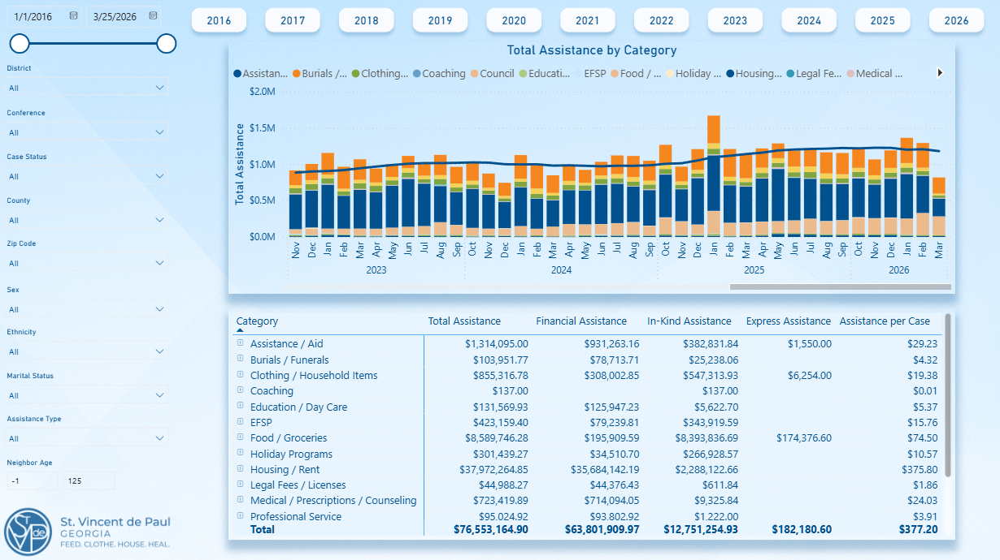 1/1/2016 3/25/2026 2016 2017 2018 2019 2020 2021 2022 2023 2024 2025 2026
District
All
Conference
All
Case Status
All
County
All
Zip Code
All
Sex
All
Ethnicity
All
Marital Status
All
Assistance Type
All
Neighbor Age
-1 125
St. Vincent de Paul
GEORGIA
FEED. CLOTHE. HOUSE. HEAL.
Total Assistance by Category
Assistan... Burials /... Clothing... Coaching Council Educati... EFSP Food / ... Holiday ... Housing... Legal Fe... Medical ...
Total Assistance
$2.0M
$1.5M
$1.0M
$0.5M
$0.0M
Nov Dec Jan Feb Mar Apr May Jun Jul Aug Sep Oct Nov Dec Jan Feb Mar Apr May Jun Jul Aug Sep Oct Nov Dec Jan Feb Mar Apr May Jun Jul Aug Sep Oct Nov Dec Jan Feb Mar
2023 2024 2025 2026
Category Total Assistance Financial Assistance In-Kind Assistance Express Assistance Assistance per Case
Assistance / Aid $1,314,095.00 $931,263.16 $382,831.84 $1,550.00 $29.23
Burials / Funerals $103,951.77 $78,713.71 $25,238.06 $4.32
Clothing / Household Items $855,316.78 $308,002.85 $547,313.93 $6,254.00 $19.38
Coaching $137.00 $137.00 $0.01
Education / Day Care $131,569.93 $125,947.23 $5,622.70 $5.37
EFSP $423,159.40 $79,239.81 $343,919.59 $15.76
Food / Groceries $8,589,746.28 $195,909.59 $8,393,836.69 $174,376.60 $74.50
Holiday Programs $301,439.27 $34,510.70 $266,928.57 $10.57
Housing / Rent $37,972,264.85 $35,684,142.19 $2,288,122.66 $375.80
Legal Fees / Licenses $44,988.27 $44,376.43 $611.84 $1.86
Medical / Prescriptions / Counseling $723,419.89 $714,094.05 $9,325.84 $24.03
Professional Service $95,024.92 $93,802.92 $1,222.00 $3.91
Total $76,553,164.90 $63,801,909.97 $12,751,254.93 $182,180.60 $377.20